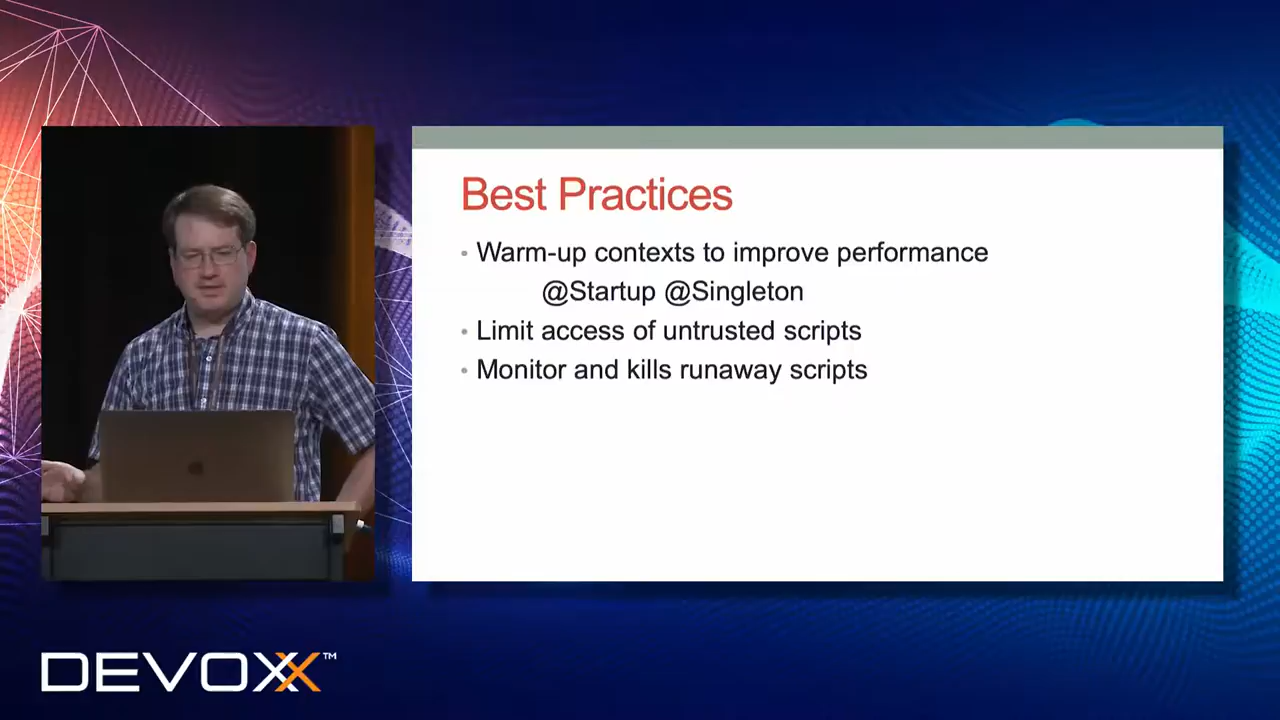 Best Practices
Warm-up contexts to improve performance
@Startup @Singleton
Limit access of untrusted scripts
Monitor and kills runaway scripts
DEVOXX™